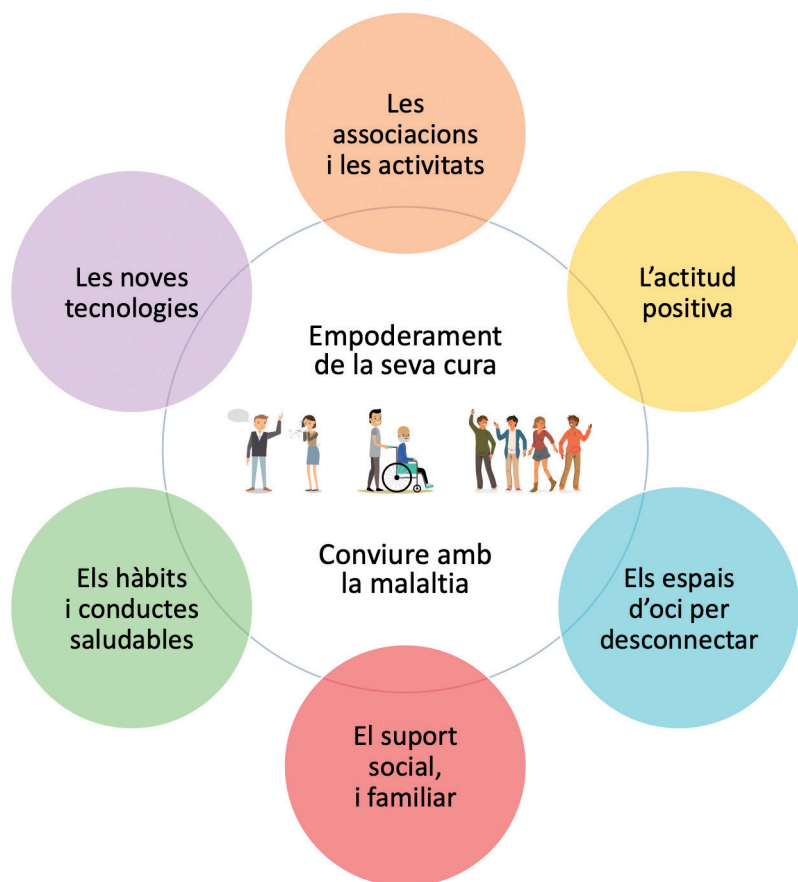 Les
associacions
i les activitats
L’actitud
positiva
Els espais
d’oci per
desconnectar
El suport
social,
i familiar
Els hàbits
i conductes
saludables
Les noves
tecnologies
Empoderament
de la seva cura
Conviure amb
la malaltia